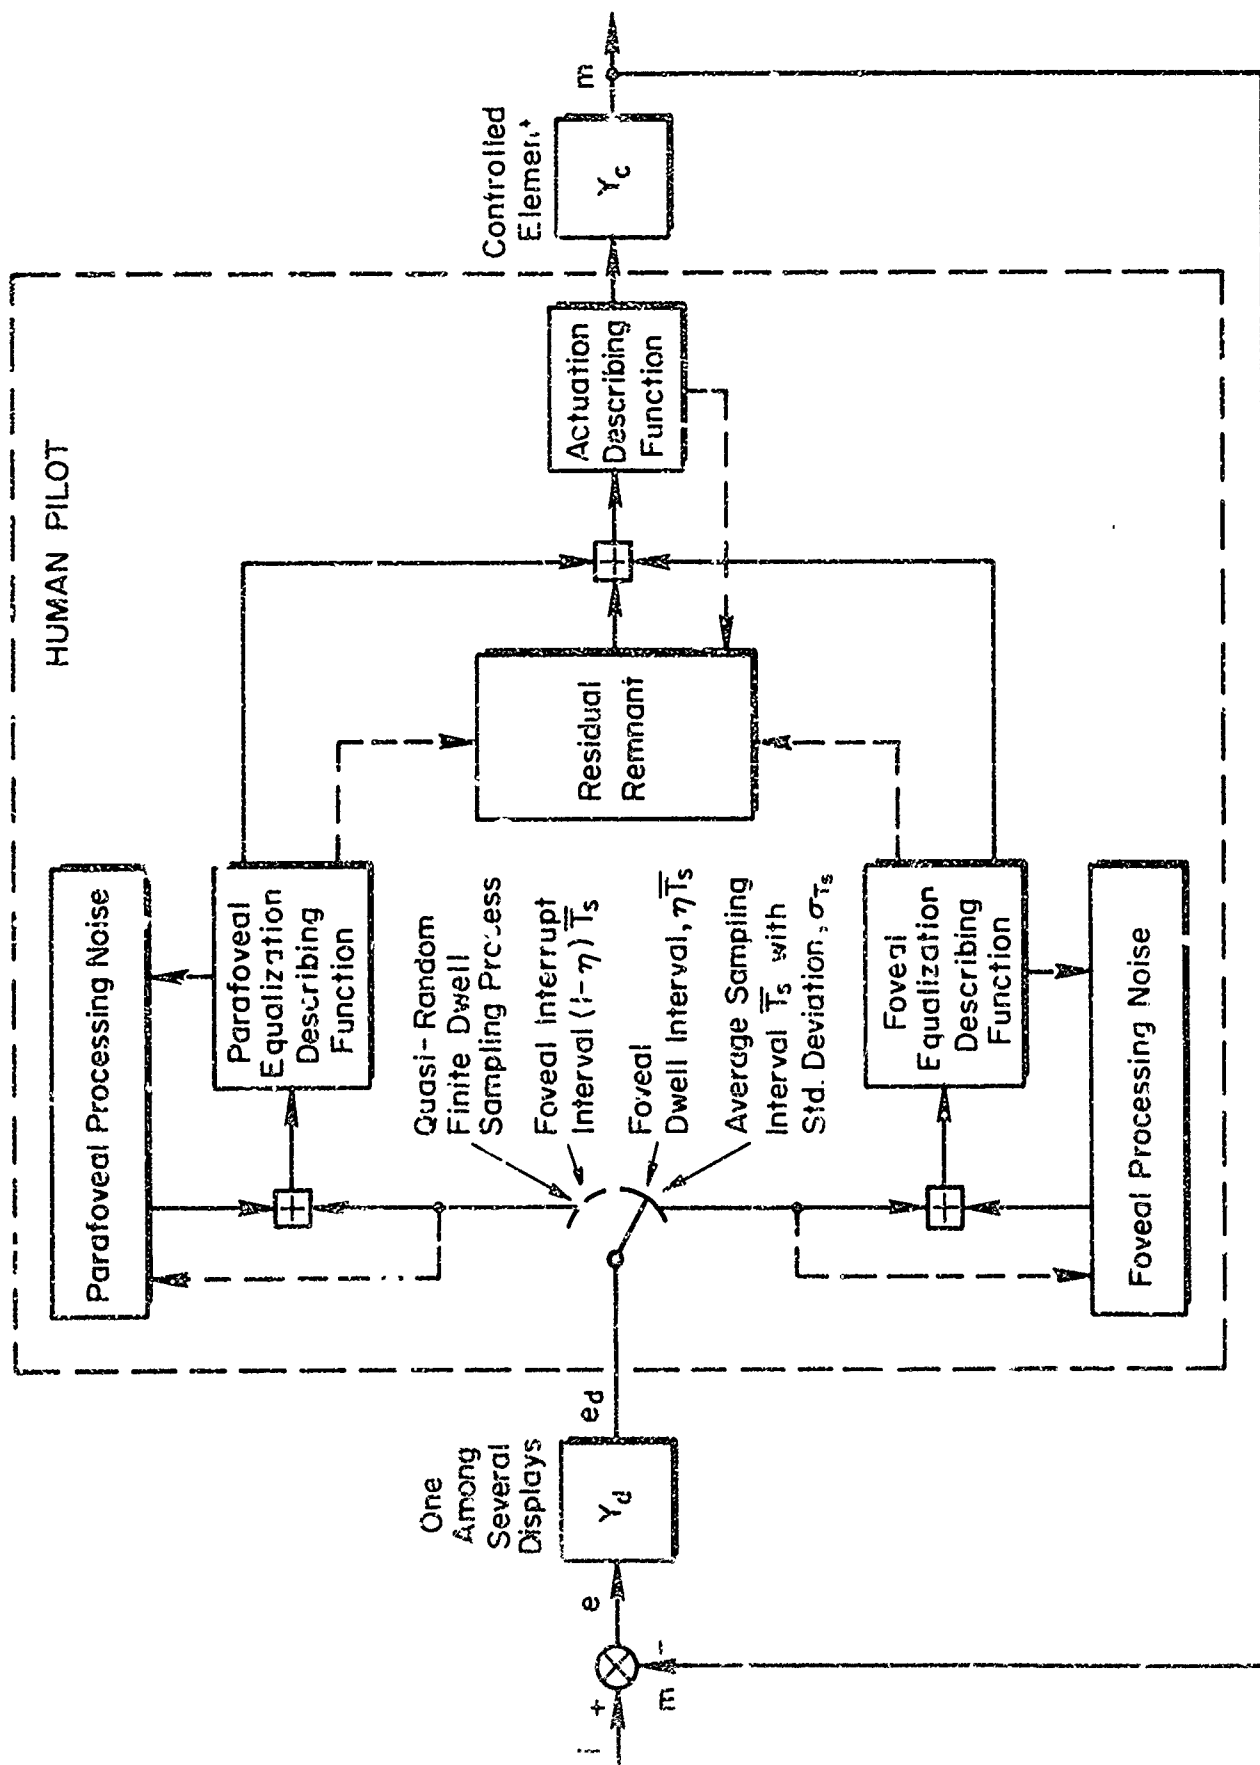 HUMAN PILOT
i
+
m
-
e
One
Among
Several
Displays
Y_d
e_d
Parafoveal Processing Noise
Parafoveal
Equalization
Describing
Function
Quasi-Random
Finite Dwell
Sampling Process
Foveal Interrupt
Interval (1-η) T̅s
Foveal
Dwell Interval, ηT̅s
Average Sampling
Interval T̅s with
Std. Deviation, σTs
Foveal
Equalization
Describing
Function
Foveal Processing Noise
Residual
Remnant
Actuation
Describing
Function
Controlled
Element
Y_c
m